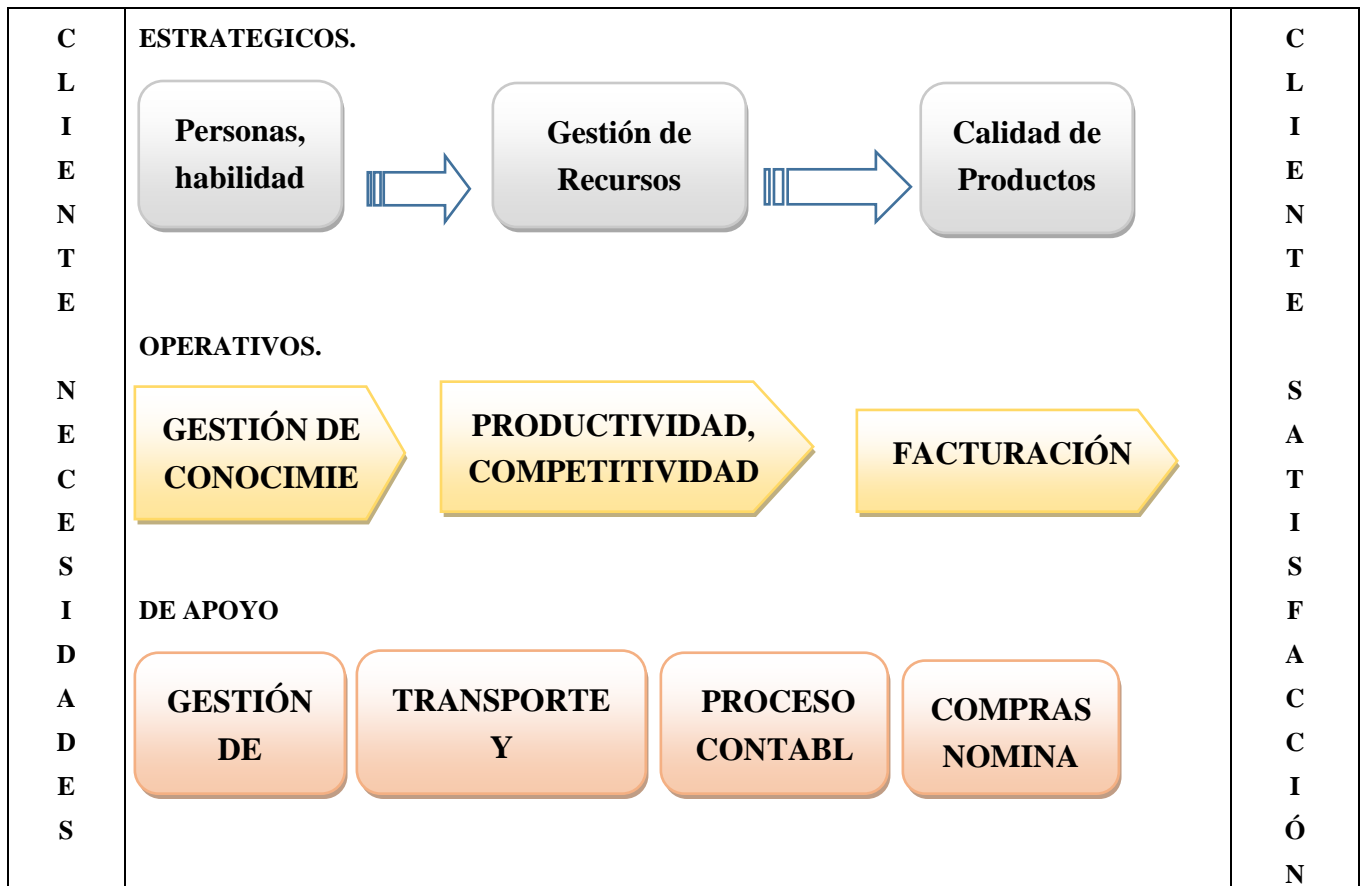 CLIENTE NECESIDADES
ESTRATEGICOS.
Personas,
habilidad
Gestión de
Recursos
Calidad de
Productos
OPERATIVOS.
GESTIÓN DE
CONOCIMIE
PRODUCTIVIDAD,
COMPETITIVIDAD
FACTURACIÓN
DE APOYO
GESTIÓN
DE
TRANSPORTE
Y
PROCESO
CONTABL
COMPRAS
NOMINA
CLIENTE SATISFACCIÓN